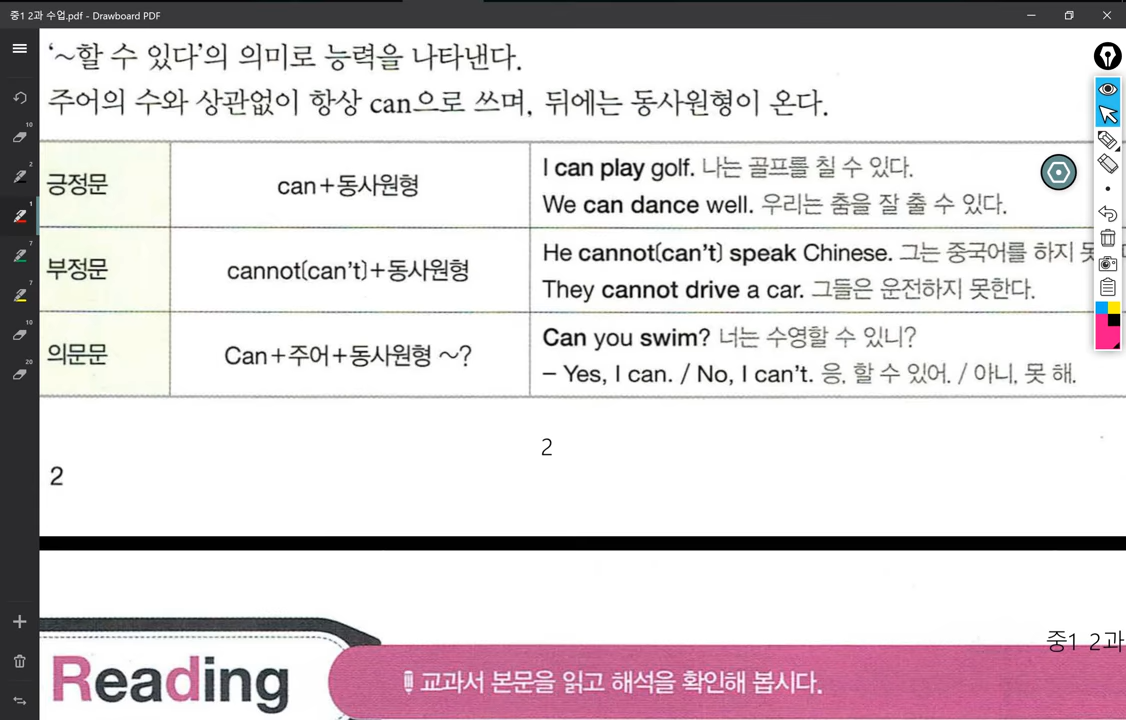 중1 2과 수업.pdf - Drawboard PDF
'~할 수 있다'의 의미로 능력을 나타낸다.
주어의 수와 상관없이 항상 can으로 쓰며, 뒤에는 동사원형이 온다.
긍정문
can+동사원형
I can play golf. 나는 골프를 칠 수 있다.
We can dance well. 우리는 춤을 잘 출 수 있다.
부정문
cannot(can't)+동사원형
He cannot(can't) speak Chinese. 그는 중국어를 하지
They cannot drive a car. 그들은 운전하지 못한다.
의문문
Can+주어+동사원형 ~?
Can you swim? 너는 수영할 수 있니?
– Yes, I can. / No, I can't. 응, 할 수 있어. / 아니, 못 해.
2
2
중1 2과
Reading
교과서 본문을 읽고 해석을 확인해 봅시다.
10
2
1
7
7
10
20